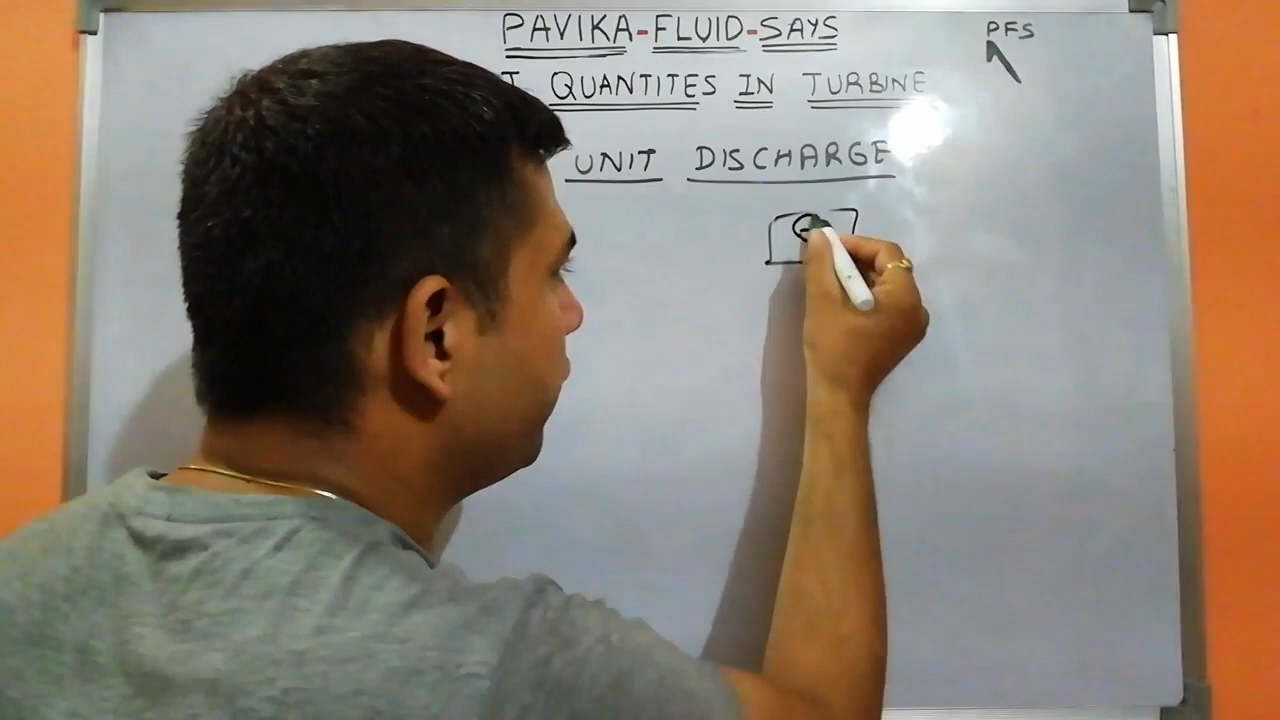 PAVIKA-FLUID-SAYS
PFS
QUANTITES IN TURBINE
UNIT DISCHARGE